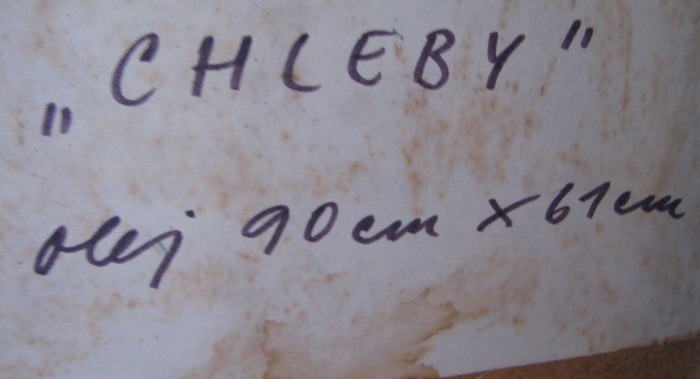 „CHLEBY"
olej 90cm x 61cm